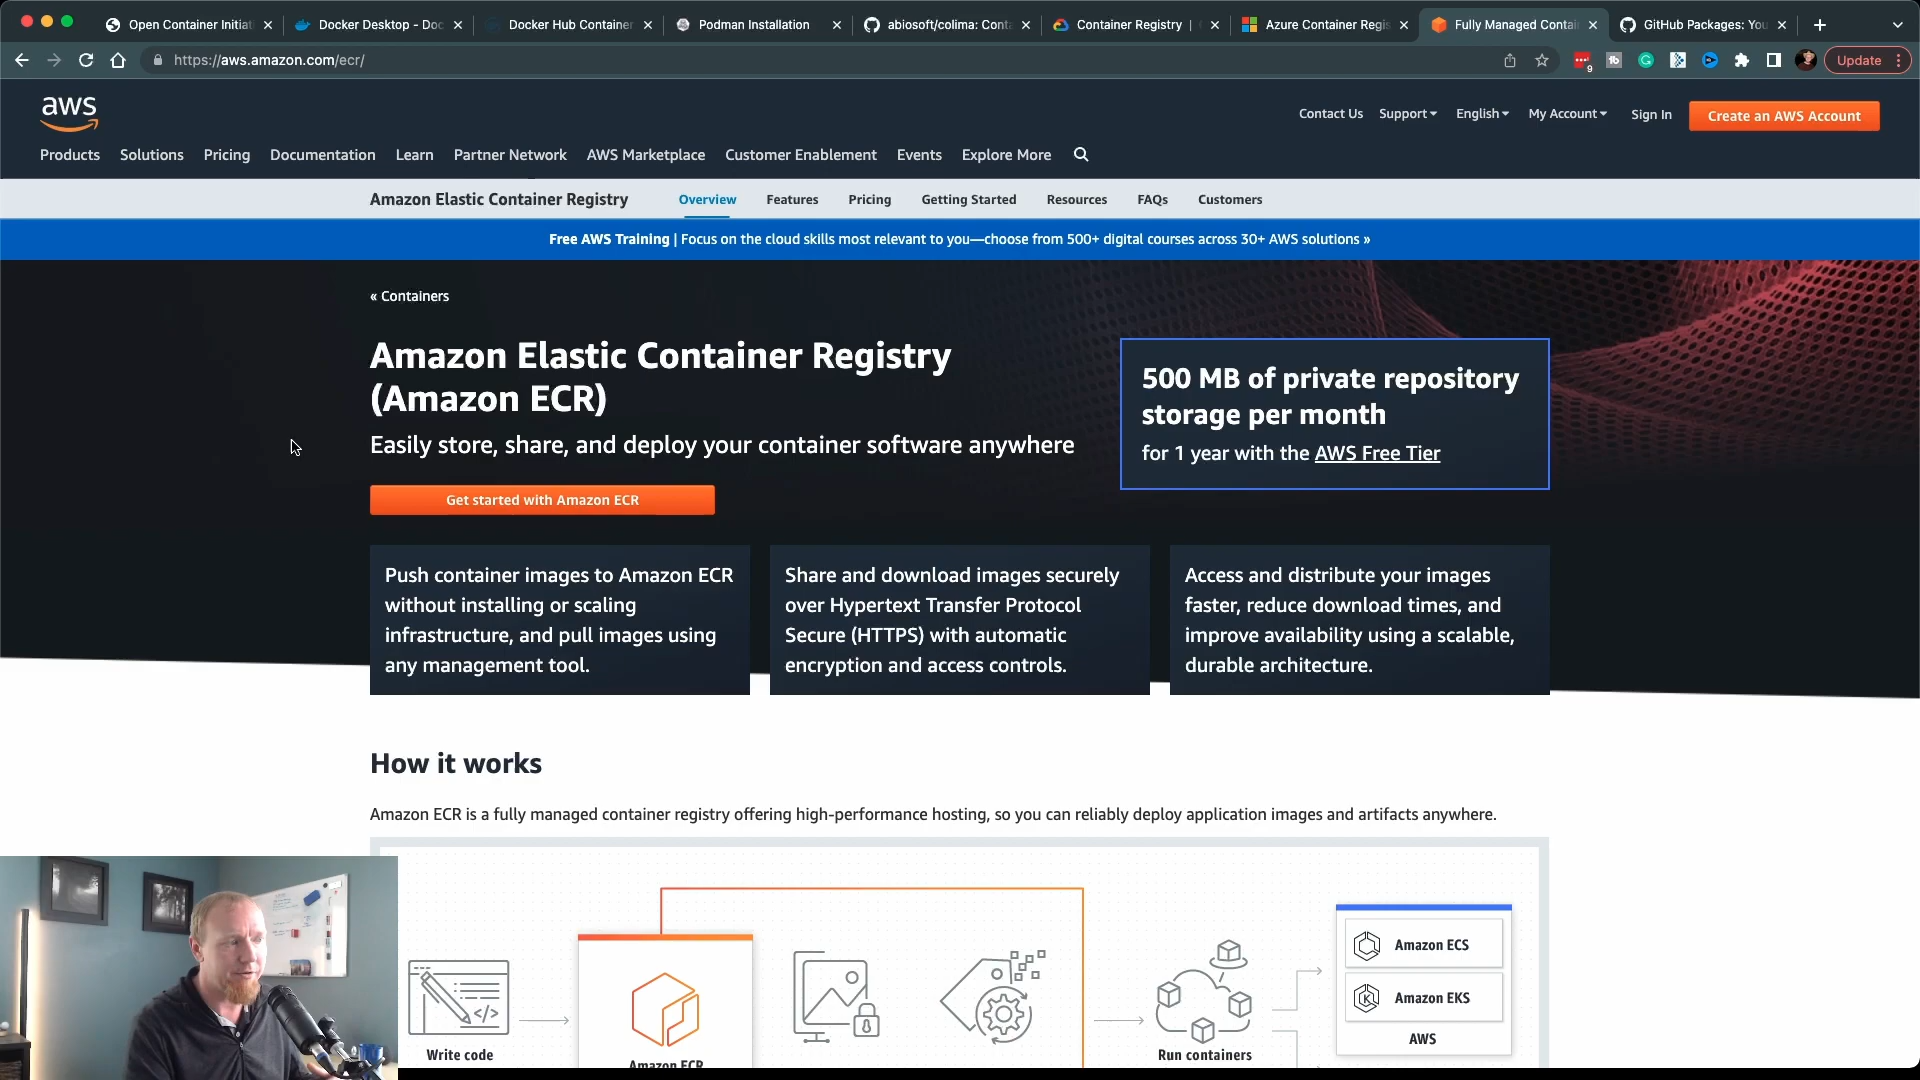 Open Container Initiat
Docker Desktop - Doc
Docker Hub Container
Podman Installation
abiosoft/colima: Conta
Container Registry |
Azure Container Regis
Fully Managed Contai
GitHub Packages: You
https://aws.amazon.com/ecr/
9
Update
aws
Contact Us
Support
English
My Account
Sign In
Create an AWS Account
Products
Solutions
Pricing
Documentation
Learn
Partner Network
AWS Marketplace
Customer Enablement
Events
Explore More
Amazon Elastic Container Registry
Overview
Features
Pricing
Getting Started
Resources
FAQs
Customers
Free AWS Training | Focus on the cloud skills most relevant to you—choose from 500+ digital courses across 30+ AWS solutions »
« Containers
Amazon Elastic Container Registry
(Amazon ECR)
Easily store, share, and deploy your container software anywhere
Get started with Amazon ECR
500 MB of private repository
storage per month
for 1 year with the AWS Free Tier
Push container images to Amazon ECR
without installing or scaling
infrastructure, and pull images using
any management tool.
Share and download images securely
over Hypertext Transfer Protocol
Secure (HTTPS) with automatic
encryption and access controls.
Access and distribute your images
faster, reduce download times, and
improve availability using a scalable,
durable architecture.
How it works
Amazon ECR is a fully managed container registry offering high-performance hosting, so you can reliably deploy application images and artifacts anywhere.
Write code
Amazon ECR
Run containers
Amazon ECS
Amazon EKS
AWS